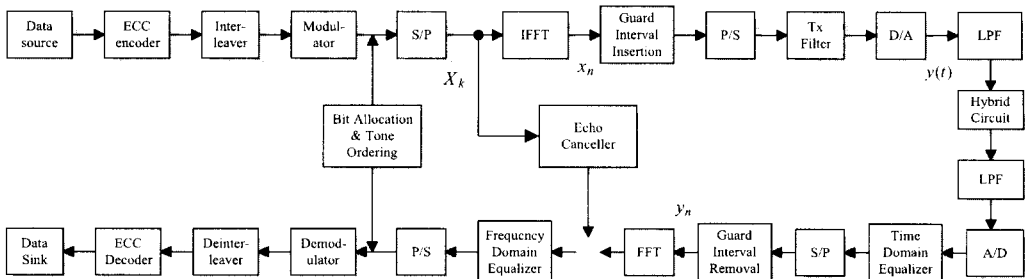 Data
source
ECC
encoder
Inter-
leaver
Modul-
ator
S/P
IFFT
Guard
Interval
Insertion
P/S
Tx
Filter
D/A
LPF
X_k
x_n
y(t)
Bit Allocation
& Tone
Ordering
Echo
Canceller
Hybrid
Circuit
LPF
y_n
Data
Sink
ECC
Decoder
Deinter-
leaver
Demod-
ulator
P/S
Frequency
Domain
Equalizer
FFT
Guard
Interval
Removal
S/P
Time
Domain
Equalizer
A/D